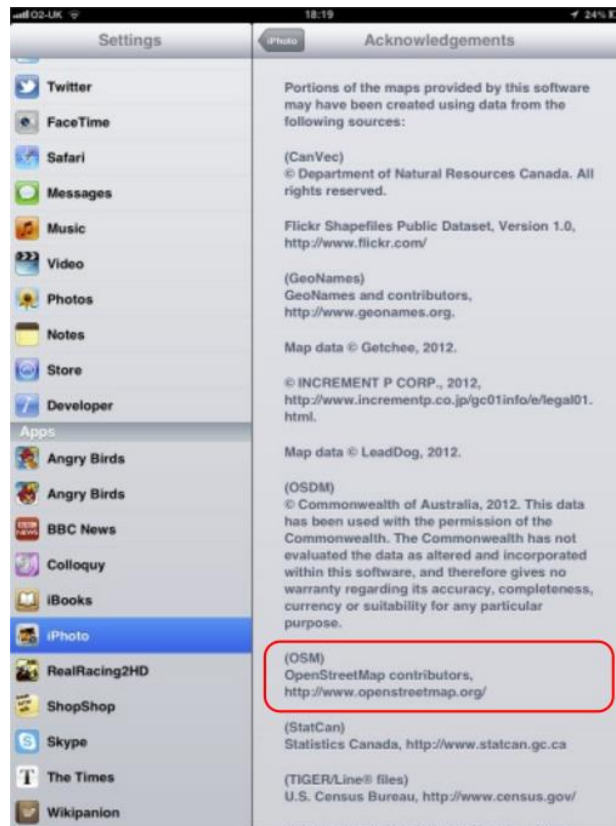 O2-UK
18:19
24%
Settings
iPhoto
Acknowledgements
Twitter
FaceTime
Safari
Messages
Music
Video
Photos
Notes
Store
Developer
Apps
Angry Birds
Angry Birds
BBC News
Colloquy
iBooks
iPhoto
RealRacing2HD
ShopShop
Skype
The Times
Wikipanion
Portions of the maps provided by this software
may have been created using data from the
following sources:
(CanVec)
© Department of Natural Resources Canada. All
rights reserved.
Flickr Shapefiles Public Dataset, Version 1.0,
http://www.flickr.com/
(GeoNames)
GeoNames and contributors,
http://www.geonames.org.
Map data © Getchee, 2012.
© INCREMENT P CORP., 2012,
http://www.incrementp.co.jp/gc01info/e/legal01.
html.
Map data © LeadDog, 2012.
(OSDM)
© Commonwealth of Australia, 2012. This data
has been used with the permission of the
Commonwealth. The Commonwealth has not
evaluated the data as altered and incorporated
within this software, and therefore gives no
warranty regarding its accuracy, completeness,
currency or suitability for any particular
purpose.
(OSM)
OpenStreetMap contributors,
http://www.openstreetmap.org/
(StatCan)
Statistics Canada, http://www.statcan.gc.ca
(TIGER/Line® files)
U.S. Census Bureau, http://www.census.gov/